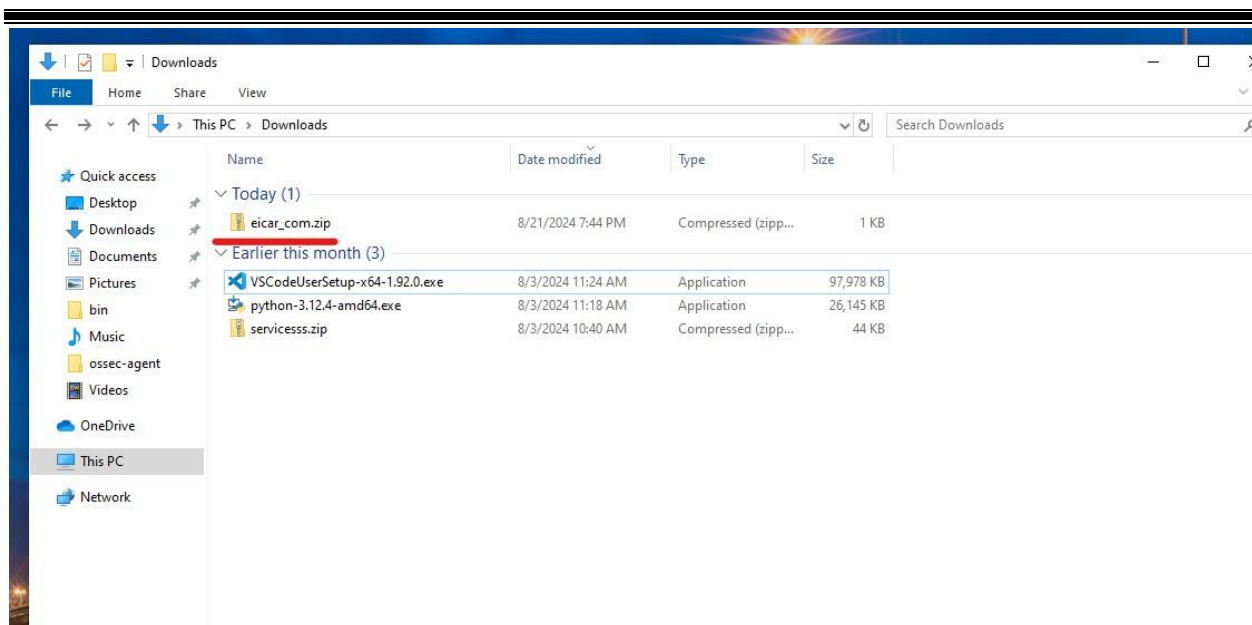 Downloads
File Home Share View
This PC > Downloads Search Downloads
Name Date modified Type Size
Quick access
Desktop
Downloads
Documents
Pictures
bin
Music
ossec-agent
Videos
OneDrive
This PC
Network
Today (1)
eicar_com.zip 8/21/2024 7:44 PM Compressed (zipp... 1 KB
Earlier this month (3)
VSCodeUserSetup-x64-1.92.0.exe 8/3/2024 11:24 AM Application 97,978 KB
python-3.12.4-amd64.exe 8/3/2024 11:18 AM Application 26,145 KB
servicesss.zip 8/3/2024 10:40 AM Compressed (zipp... 44 KB